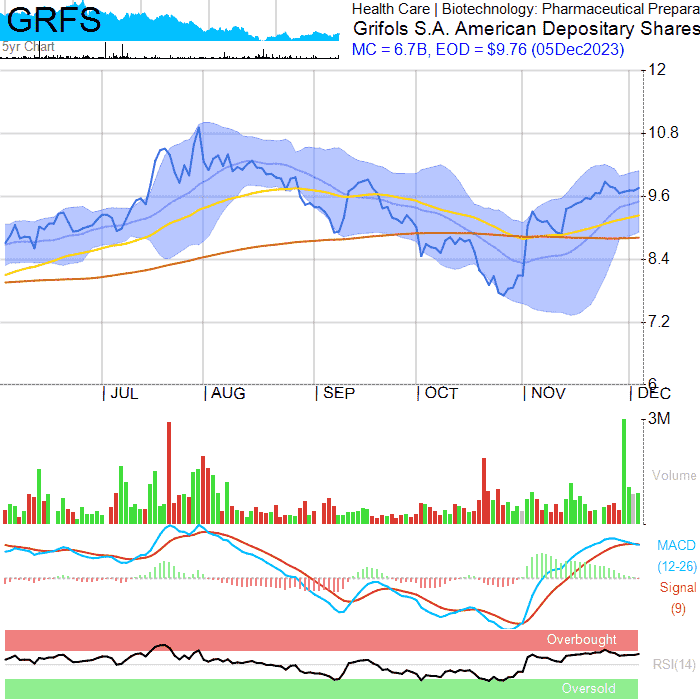 GRFS
5yr Chart
Health Care | Biotechnology: Pharmaceutical Prepara
Grifols S.A. American Depositary Shares
MC = 6.7B, EOD = $9.76 (05Dec2023)
12
10.8
9.6
8.4
7.2
6
JUL
AUG
SEP
OCT
NOV
DEC
3M
Volume
MACD
(12-26)
Signal
(9)
Overbought
RSI(14)
Oversold